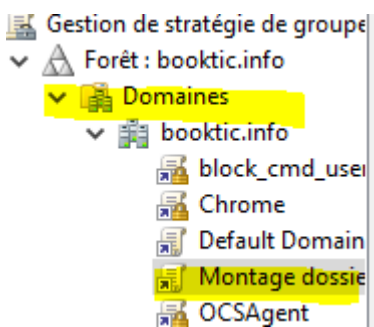 Gestion de stratégie de groupe
Forêt : booktic.info
Domaines
booktic.info
block_cmd_user
Chrome
Default Domain
Montage dossie
OCSAgent